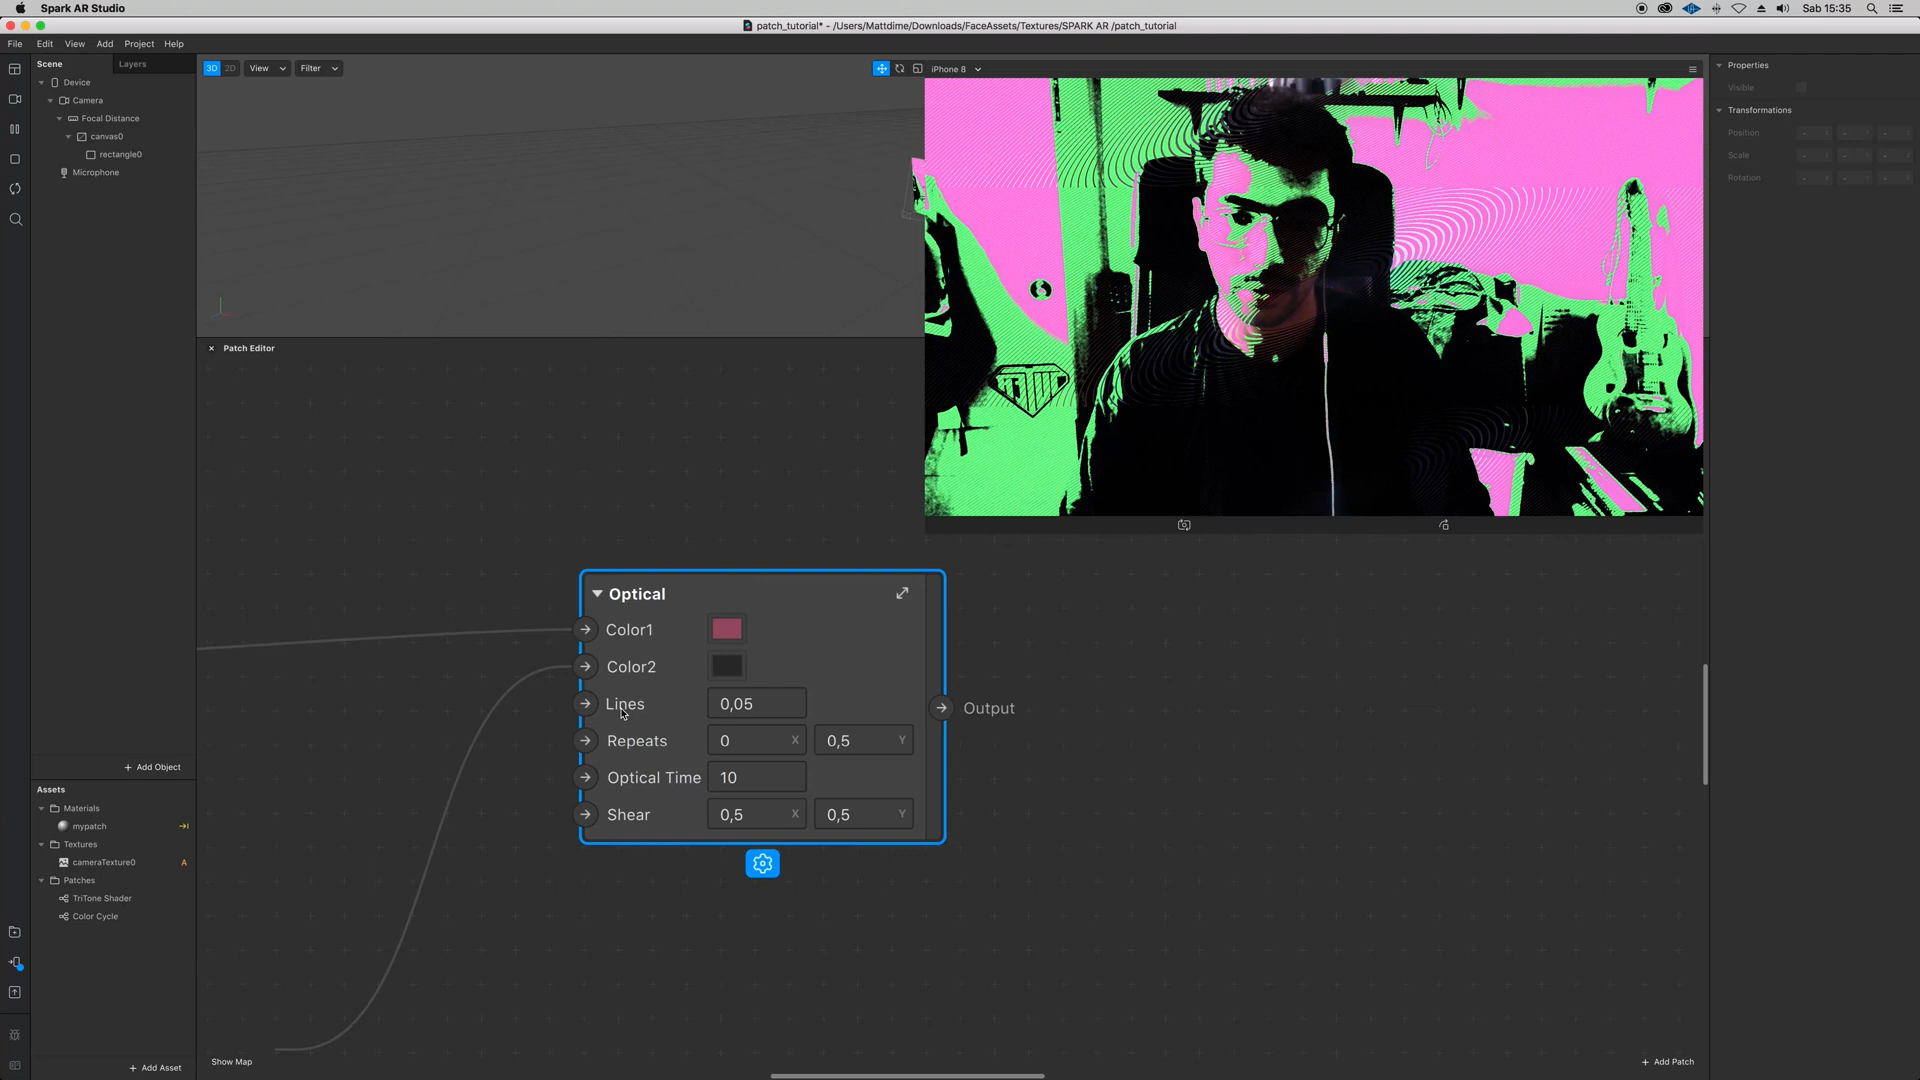 Spark AR Studio
Sab 15:35
patch_tutorial* - /Users/Mattdime/Downloads/FaceAssets/Textures/SPARK AR /patch_tutorial
File Edit View Add Project Help
Scene
Layers
Device
Camera
Focal Distance
canvas0
rectangle0
Microphone
Add Object
Assets
Materials
mypatch
Textures
cameraTexture0 A
Patches
TriTone Shader
Color Cycle
Add Asset
3D 2D View Filter
iPhone 8
Patch Editor
Optical
Color1
Color2
Lines 0,05
Repeats 0 X 0,5 Y
Optical Time 10
Shear 0,5 X 0,5 Y
Output
Show Map
Add Patch
Properties
Visible
Transformations
Position - X - Y - Z
Scale - X - Y - Z
Rotation - X - Y - Z